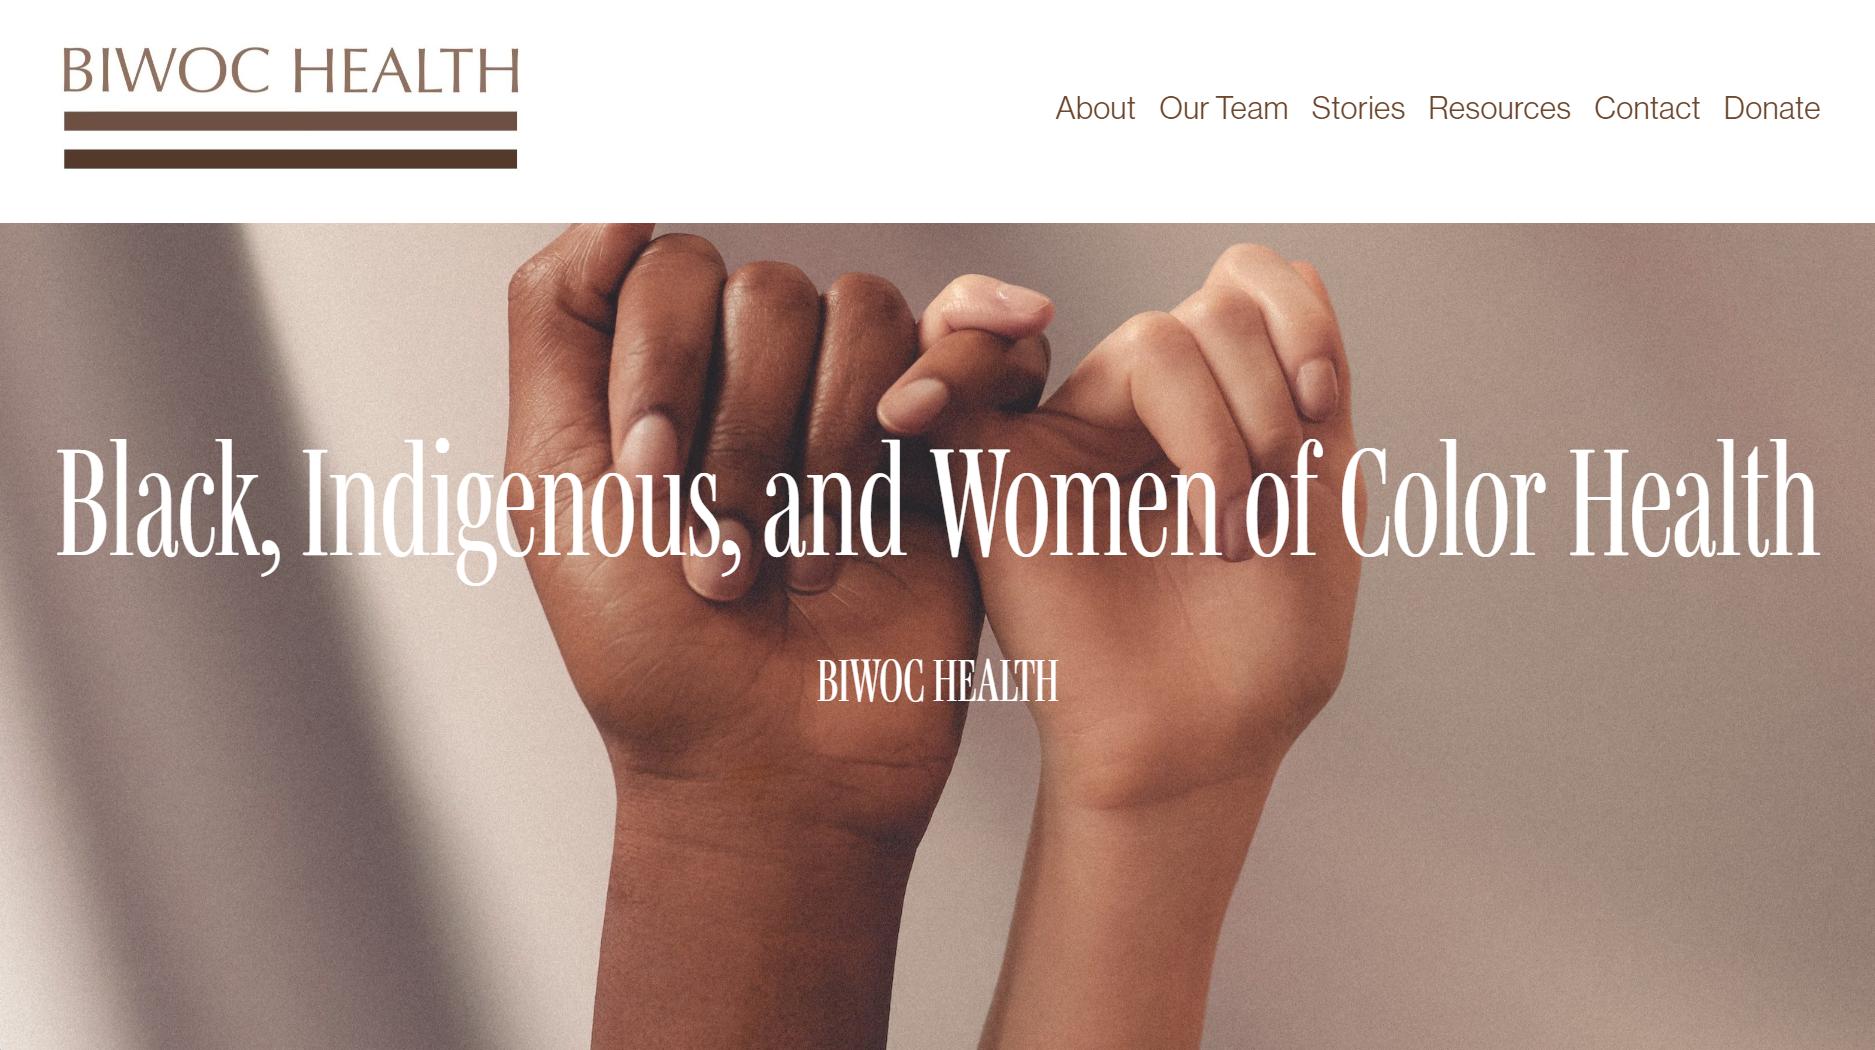 BIWOC HEALTH
About Our Team Stories Resources Contact Donate
Black, Indigenous, and Women of Color Health
BIWOC HEALTH